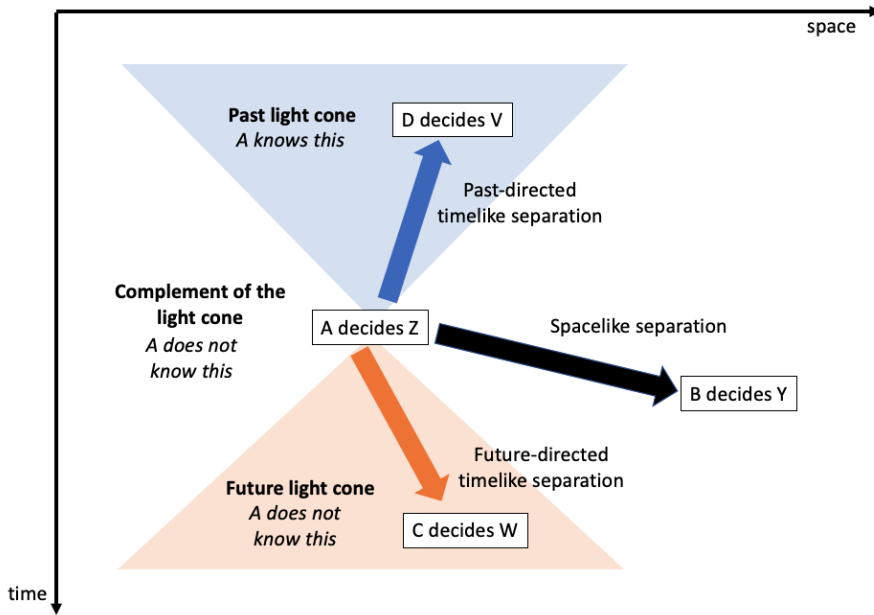 space
Past light cone
A knows this
D decides V
Past-directed
timelike separation
Complement of the
light cone
A does not
know this
A decides Z
Spacelike separation
B decides Y
Future-directed
timelike separation
Future light cone
A does not
know this
C decides W
time